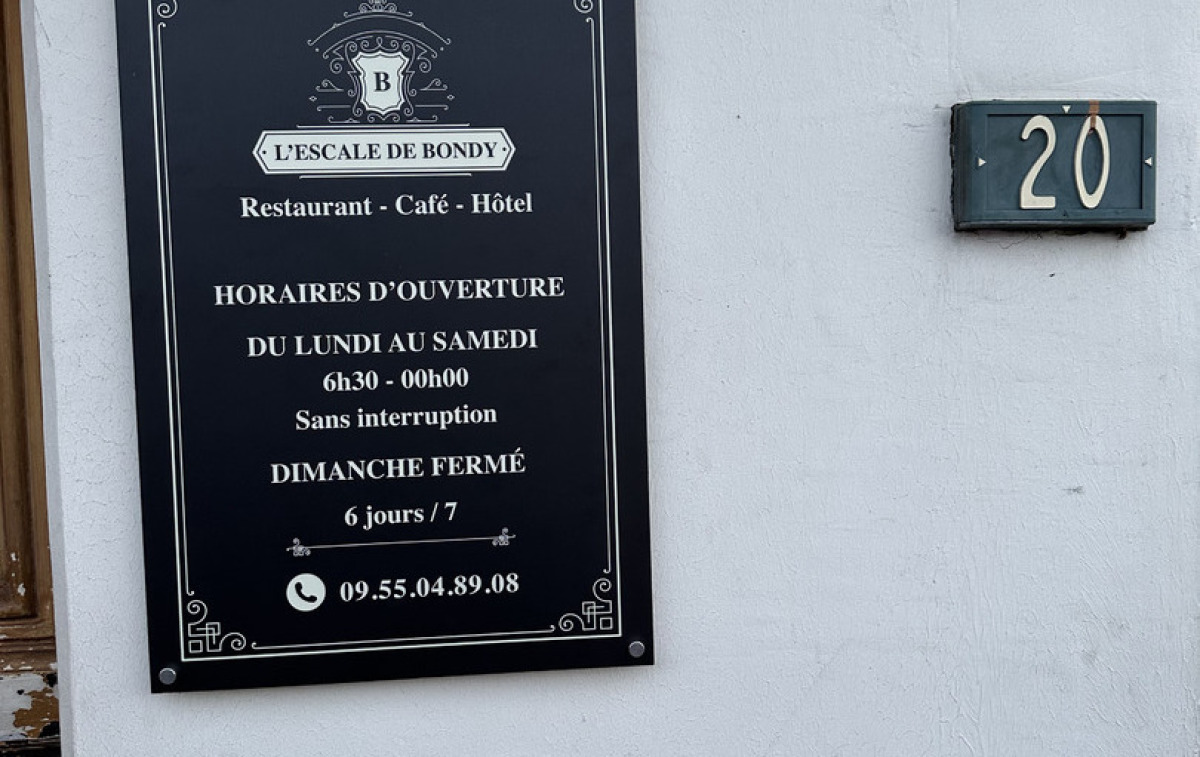 B
L'ESCALE DE BONDY
Restaurant - Café - Hôtel
HORAIRES D'OUVERTURE
DU LUNDI AU SAMEDI
6h30 - 00h00
Sans interruption
DIMANCHE FERMÉ
6 jours / 7
09.55.04.89.08
20